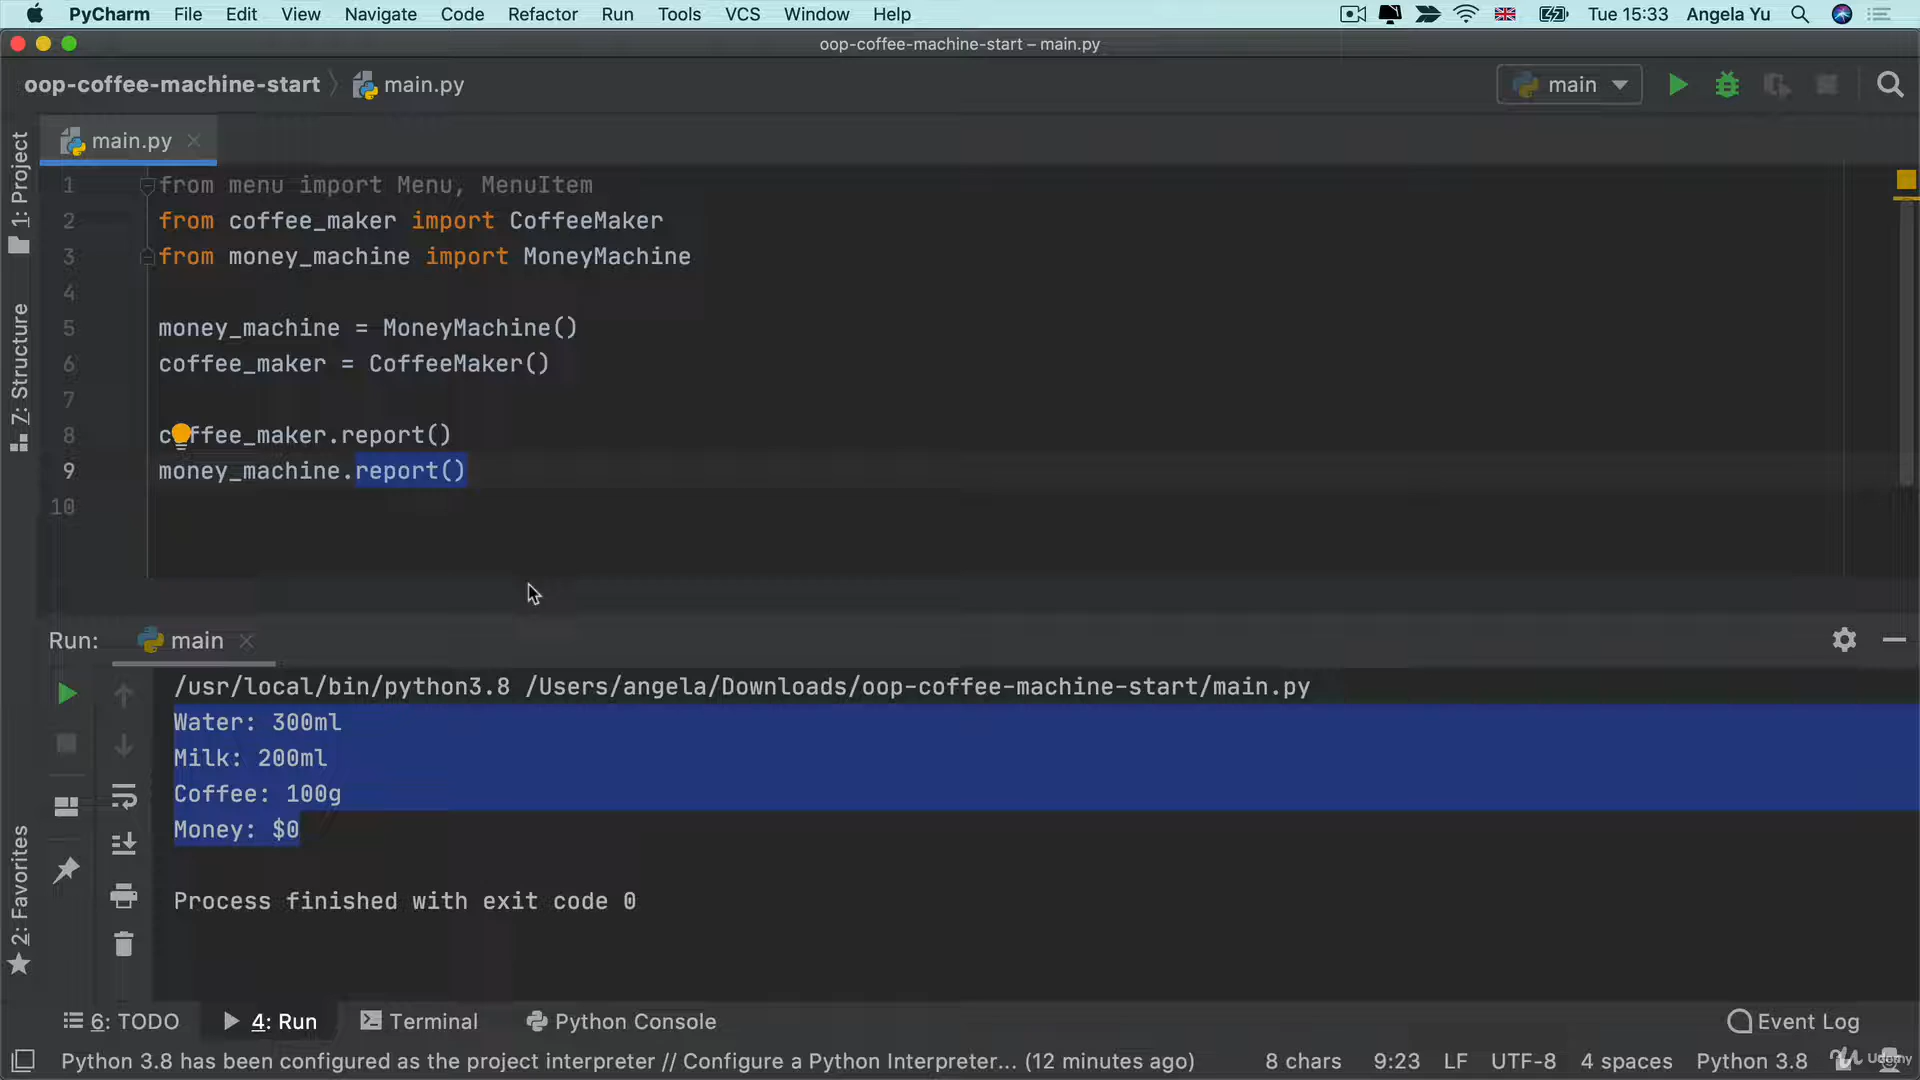 PyCharm File Edit View Navigate Code Refactor Run Tools VCS Window Help Tue 15:33 Angela Yu
oop-coffee-machine-start – main.py
oop-coffee-machine-start main.py main
1: Project
main.py
1 from menu import Menu, MenuItem
2 from coffee_maker import CoffeeMaker
3 from money_machine import MoneyMachine
4
5 money_machine = MoneyMachine()
6 coffee_maker = CoffeeMaker()
7
8 coffee_maker.report()
9 money_machine.report()
10
7: Structure
2: Favorites
Run: main
/usr/local/bin/python3.8 /Users/angela/Downloads/oop-coffee-machine-start/main.py
Water: 300ml
Milk: 200ml
Coffee: 100g
Money: $0
Process finished with exit code 0
6: TODO 4: Run Terminal Python Console Event Log
Python 3.8 has been configured as the project interpreter // Configure a Python Interpreter... (12 minutes ago) 8 chars 9:23 LF UTF-8 4 spaces Python 3.8 Udemy